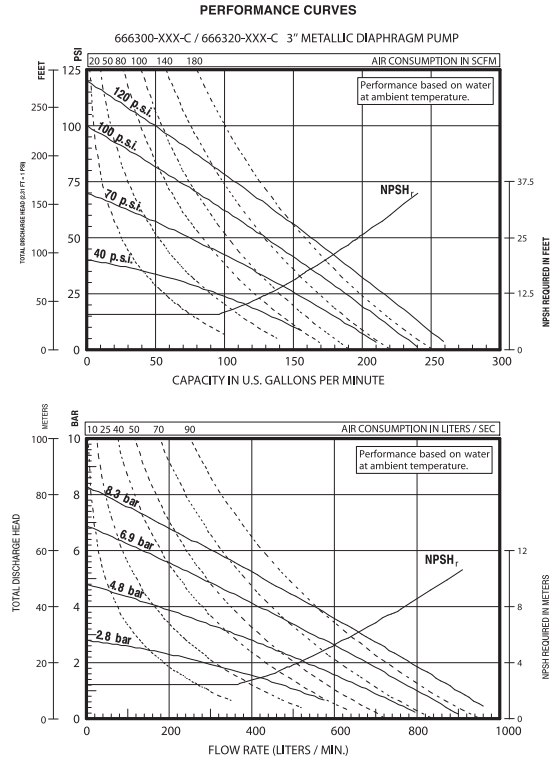 PERFORMANCE CURVES
666300-XXX-C / 666320-XXX-C 3" METALLIC DIAPHRAGM PUMP
FEET
PSI
20 50 80 100 140 180
AIR CONSUMPTION IN SCFM
Performance based on water
at ambient temperature.
TOTAL DISCHARGE HEAD (2.31 FT = 1 PSI)
250
200
150
100
50
0
125
100
75
50
25
0
120 p.s.i.
100 p.s.i.
70 p.s.i.
40 p.s.i.
NPSHr
37.5
25
12.5
0
NPSH REQUIRED IN FEET
0 50 100 150 200 250 300
CAPACITY IN U.S. GALLONS PER MINUTE
METERS
BAR
10 25 40 50 70 90
AIR CONSUMPTION IN LITERS / SEC
Performance based on water
at ambient temperature.
TOTAL DISCHARGE HEAD
100
80
60
40
20
0
10
8
6
4
2
0
8.3 bar
6.9 bar
4.8 bar
2.8 bar
NPSHr
12
8
4
0
NPSH REQUIRED IN METERS
0 200 400 600 800 1000
FLOW RATE (LITERS / MIN.)